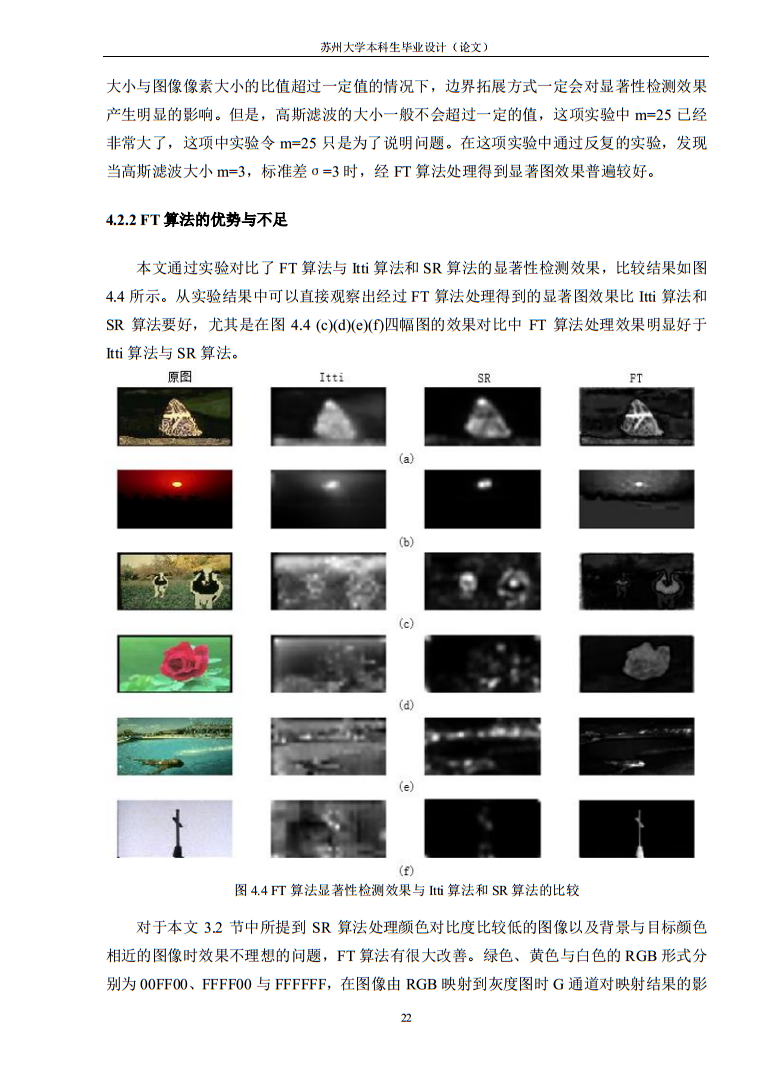 苏州大学本科生毕业设计（论文）
大小与图像像素大小的比值超过一定值的情况下，边界拓展方式一定会对显著性检测效果
产生明显的影响。但是，高斯滤波的大小一般不会超过一定的值，这项实验中 m=25 已经
非常大了，这项中实验令 m=25 只是为了说明问题。在这项实验中通过反复的实验，发现
当高斯滤波大小 m=3，标准差σ=3 时，经 FT 算法处理得到显著图效果普遍较好。
4.2.2 FT 算法的优势与不足
本文通过实验对比了 FT 算法与 Itti 算法和 SR 算法的显著性检测效果，比较结果如图
4.4 所示。从实验结果中可以直接观察出经过 FT 算法处理得到的显著图效果比 Itti 算法和
SR 算法要好，尤其是在图 4.4 (c)(d)(e)(f)四幅图的效果对比中 FT 算法处理效果明显好于
Itti 算法与 SR 算法。
原图 Itti SR FT
(a)
(b)
(c)
(d)
(e)
(f)
图 4.4 FT 算法显著性检测效果与 Itti 算法和 SR 算法的比较
对于本文 3.2 节中所提到 SR 算法处理颜色对比度比较低的图像以及背景与目标颜色
相近的图像时效果不理想的问题，FT 算法有很大改善。绿色、黄色与白色的 RGB 形式分
别为 00FF00、FFFF00 与 FFFFFF，在图像由 RGB 映射到灰度图时 G 通道对映射结果的影
22